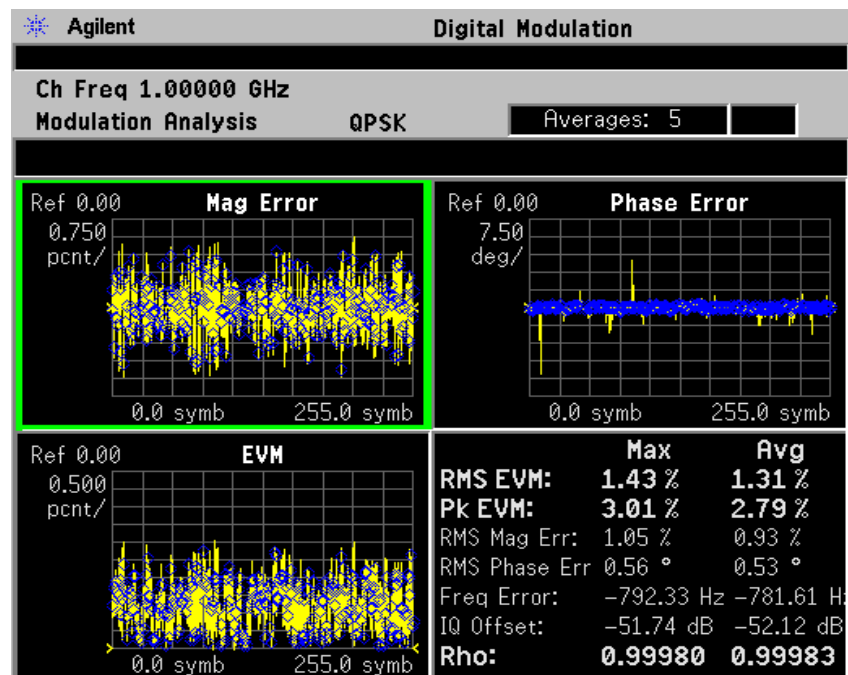 Agilent Digital Modulation
Ch Freq 1.00000 GHz
Modulation Analysis QPSK Averages: 5
Ref 0.00 Mag Error
0.750
pcnt/
0.0 symb 255.0 symb
Ref 0.00 Phase Error
7.50
deg/
0.0 symb 255.0 symb
Ref 0.00 EVM
0.500
pcnt/
0.0 symb 255.0 symb
Max Avg
RMS EVM: 1.43 % 1.31 %
Pk EVM: 3.01 % 2.79 %
RMS Mag Err: 1.05 % 0.93 %
RMS Phase Err 0.56 ° 0.53 °
Freq Error: -792.33 Hz -781.61 Hz
IQ Offset: -51.74 dB -52.12 dB
Rho: 0.99980 0.99983